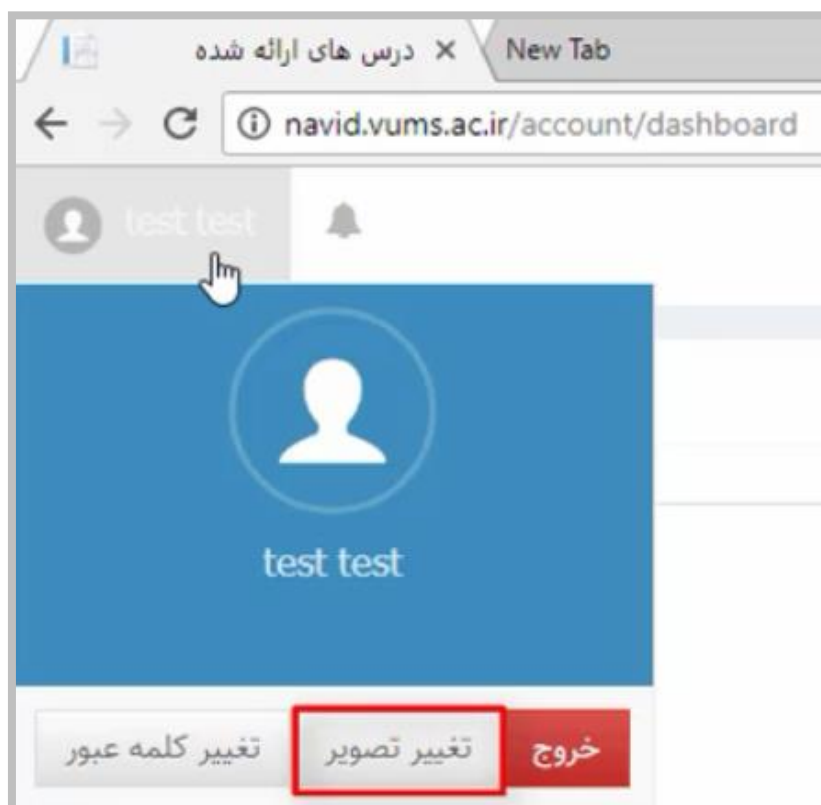 درس های ارائه شده
New Tab
navid.vums.ac.ir/account/dashboard
test test
test test
خروج تغییر تصویر تغییر کلمه عبور